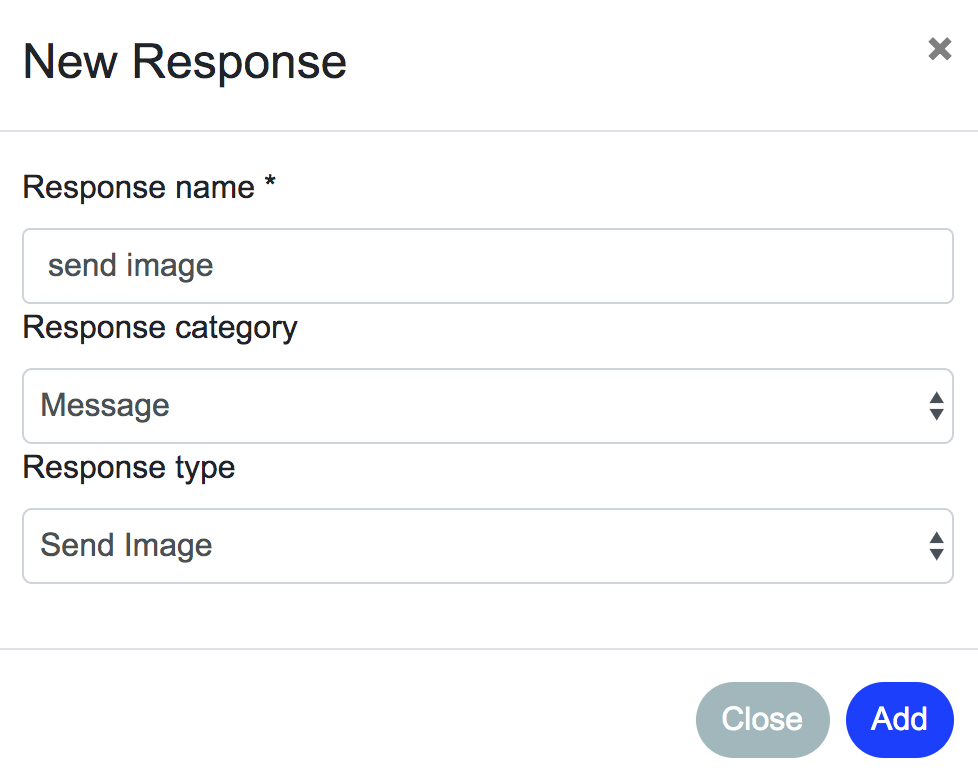 New Response
Response name *
send image
Response category
Message
Response type
Send Image
Close
Add